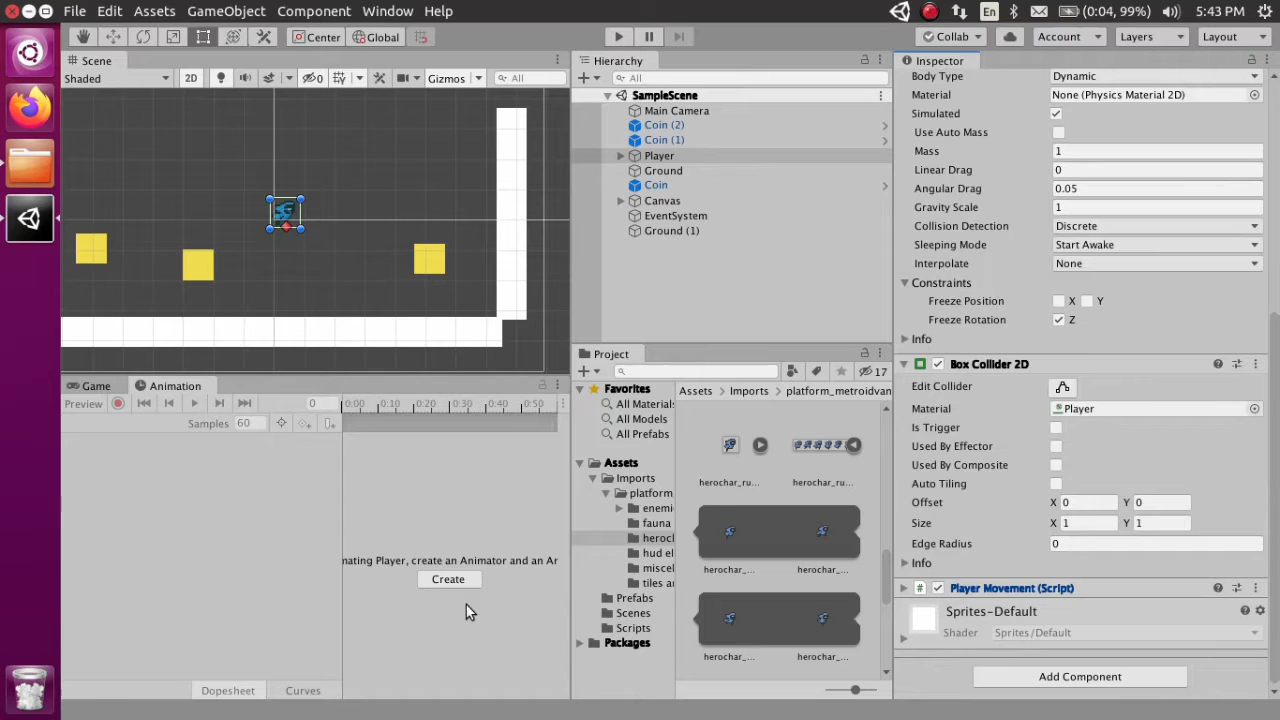 File Edit Assets GameObject Component Window Help
En (0:04, 99%) 5:43 PM
Center Global
Collab Account Layers Layout
Scene
Shaded 2D 0 Gizmos All
Game Animation
Preview 0 0:00 0:10 0:20 0:30 0:40 0:50
Samples 60
mating Player, create an Animator and an Ar
Create
Dopesheet Curves
Hierarchy
All
SampleScene
Main Camera
Coin (2)
Coin (1)
Player
Ground
Coin
Canvas
EventSystem
Ground (1)
Project
17
Favorites
All Materials
All Models
All Prefabs
Assets
Imports
platform_
enemie
fauna
heroch
hud el
miscel
tiles ar
Prefabs
Scenes
Scripts
Packages
Assets Imports platform_metroidvan
herochar_ru... herochar_ru...
herochar_... herochar_...
herochar_... herochar_...
Inspector
Body Type Dynamic
Material None (Physics Material 2D)
Simulated
Use Auto Mass
Mass 1
Linear Drag 0
Angular Drag 0.05
Gravity Scale 1
Collision Detection Discrete
Sleeping Mode Start Awake
Interpolate None
Constraints
Freeze Position X Y
Freeze Rotation Z
Info
Box Collider 2D
Edit Collider
Material Player
Is Trigger
Used By Effector
Used By Composite
Auto Tiling
Offset X 0 Y 0
Size X 1 Y 1
Edge Radius 0
Info
# Player Movement (Script)
Sprites-Default
Shader Sprites/Default
Add Component